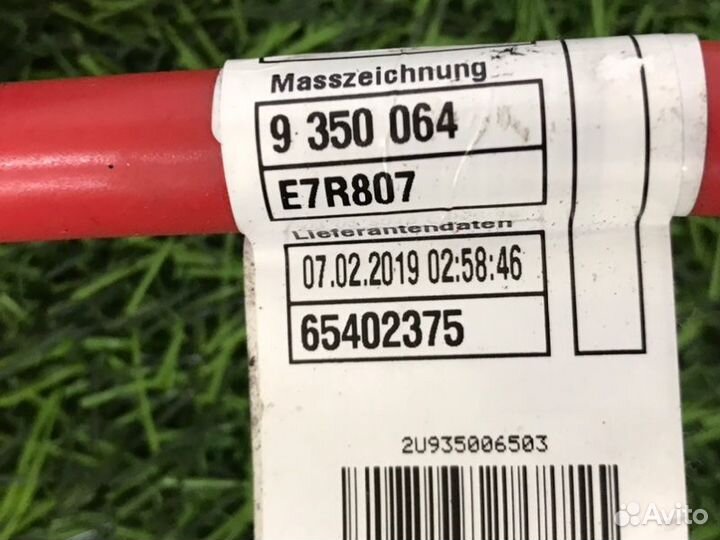 Masszeichnung
9 350 064
E7R807
Lieferantendaten
07.02.2019 02:58:46
65402375
2U935006503
Avito